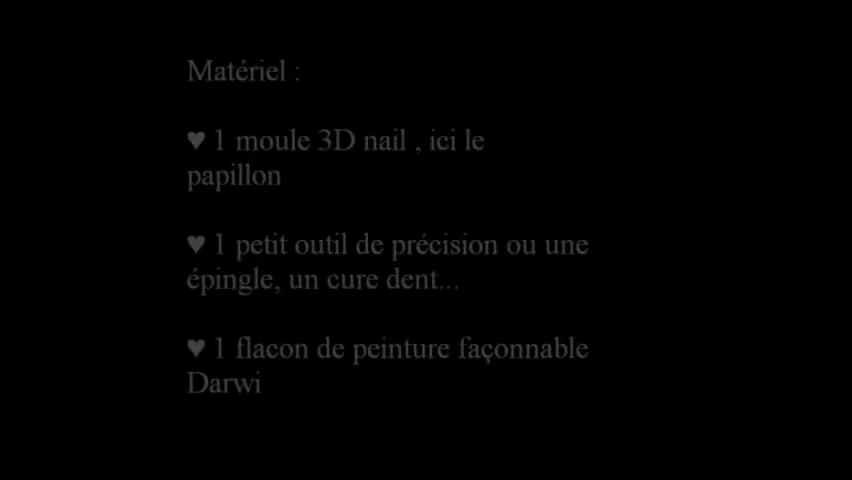 Matériel :
♥ 1 moule 3D nail , ici le
papillon
♥ 1 petit outil de précision ou une
épingle, un cure dent...
♥ 1 flacon de peinture façonnable
Darwi